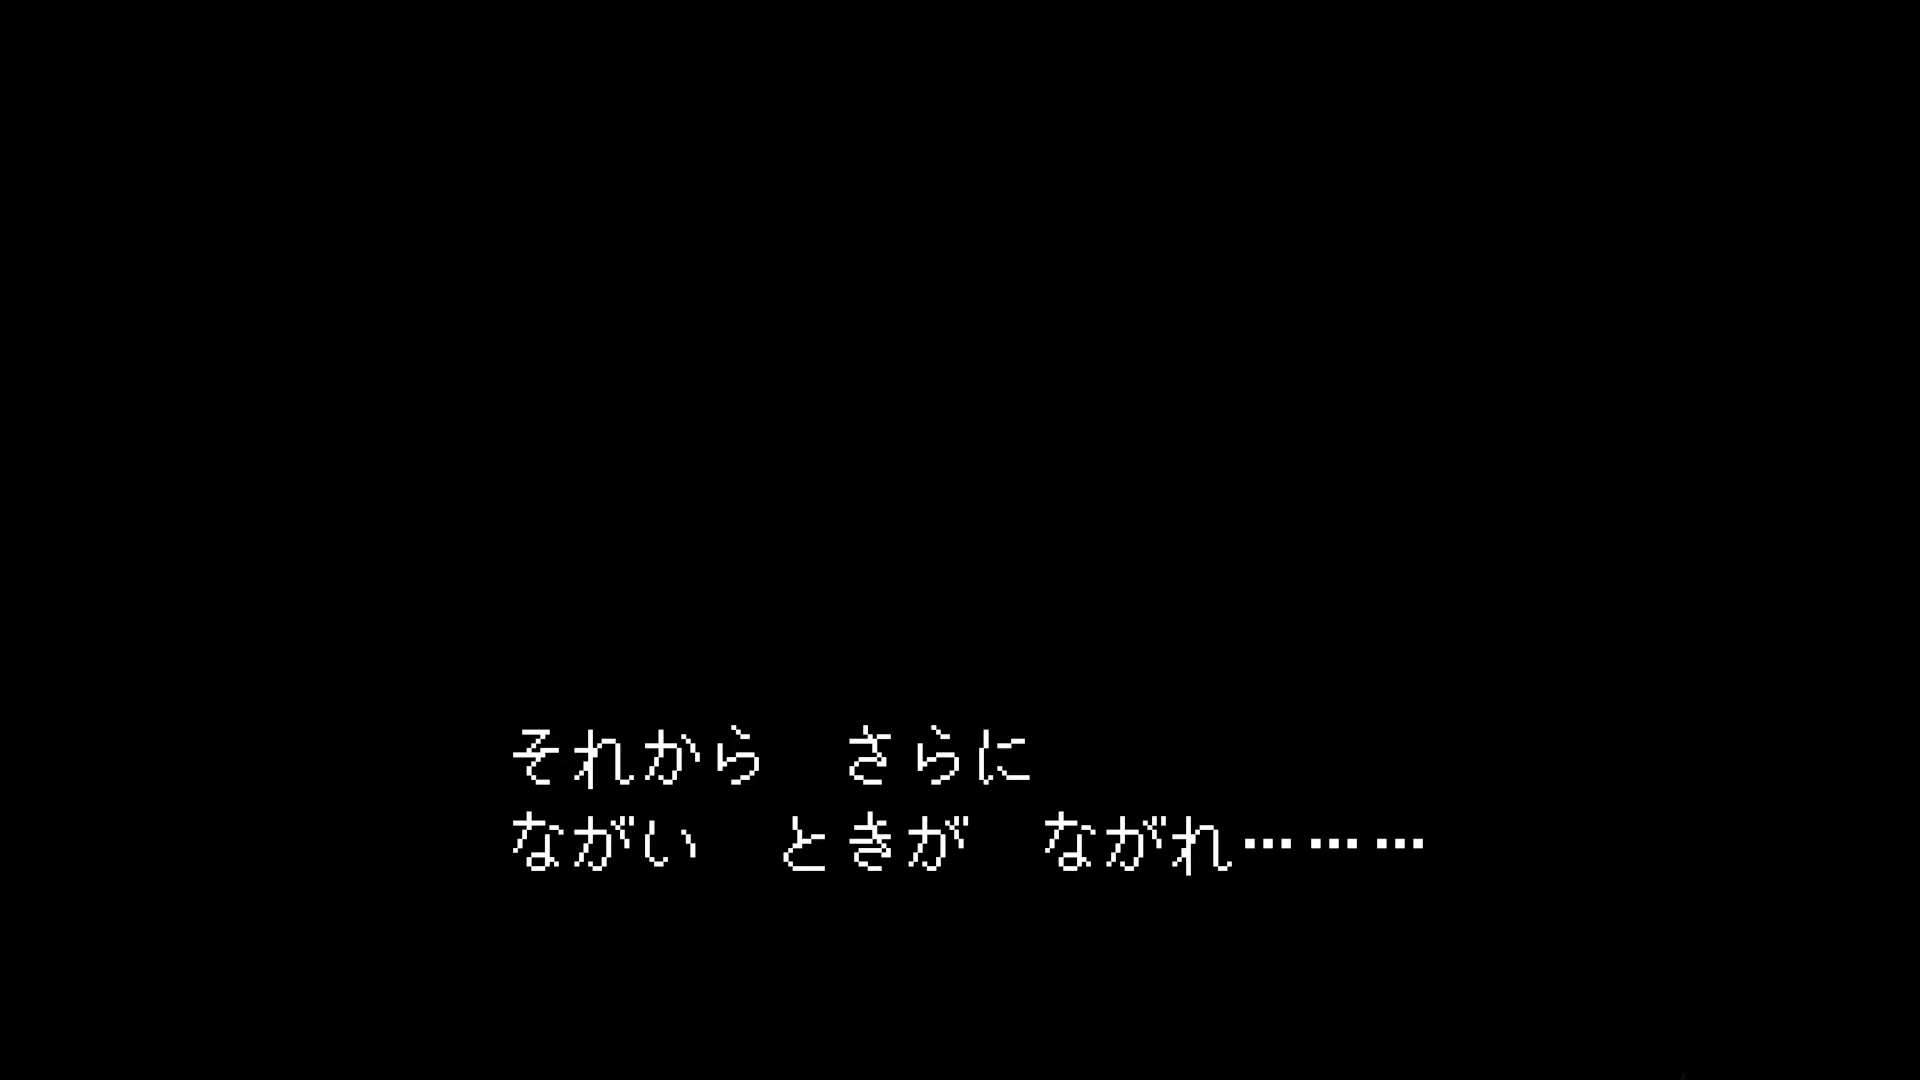 それから　さらに
ながい　ときが　ながれ………